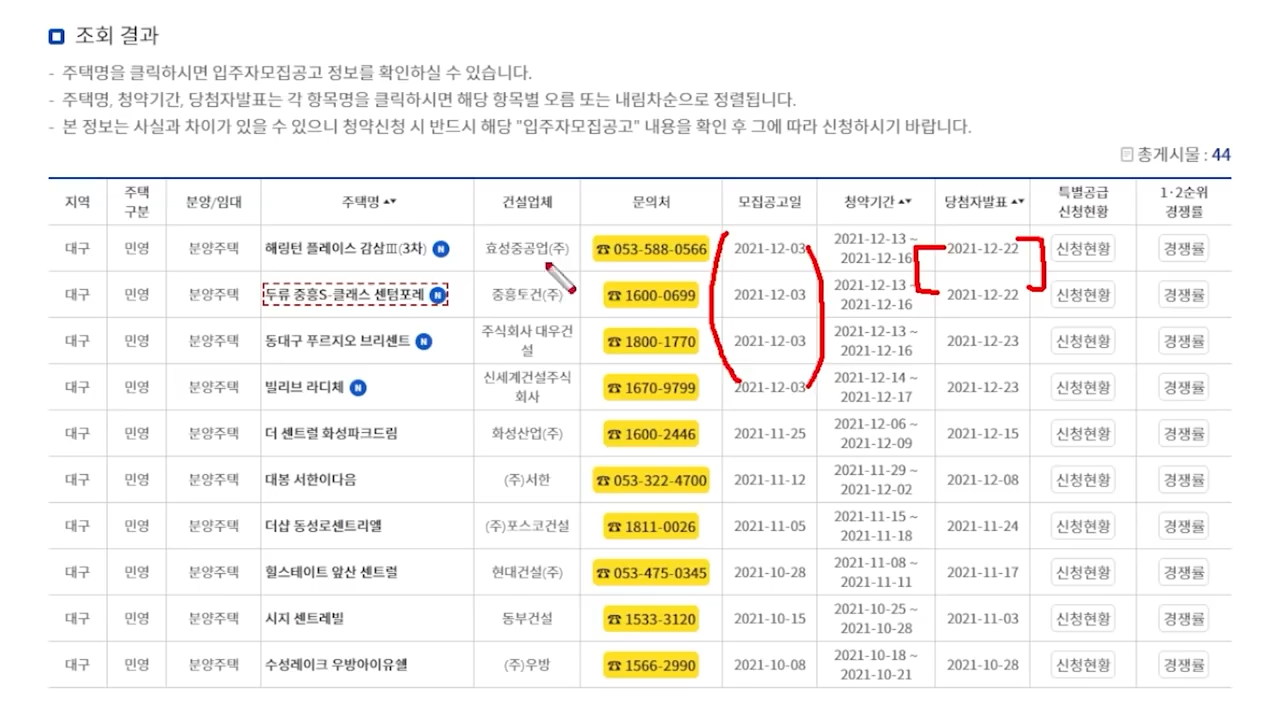 조회 결과
- 주택명을 클릭하시면 입주자모집공고 정보를 확인하실 수 있습니다.
- 주택명, 청약기간, 당첨자발표는 각 항목명을 클릭하시면 해당 항목별 오름 또는 내림차순으로 정렬됩니다.
- 본 정보는 사실과 차이가 있을 수 있으니 청약신청 시 반드시 해당 "입주자모집공고" 내용을 확인 후 그에 따라 신청하시기 바랍니다.
총게시물 : 44
지역 주택구분 분양/임대 주택명 ▲▼ 건설업체 문의처 모집공고일 청약기간 ▲▼ 당첨자발표 ▲▼ 특별공급 신청현황 1·2순위 경쟁률
대구 민영 분양주택 해링턴 플레이스 감삼Ⅲ(3차) N 효성중공업(주) ☎ 053-588-0566 2021-12-03 2021-12-13 ~ 2021-12-16 2021-12-22 신청현황 경쟁률
대구 민영 분양주택 두류 중흥S-클래스 센텀포레 N 중흥토건(주) ☎ 1600-0699 2021-12-03 2021-12-13 ~ 2021-12-16 2021-12-22 신청현황 경쟁률
대구 민영 분양주택 동대구 푸르지오 브리센트 N 주식회사 대우건설 ☎ 1800-1770 2021-12-03 2021-12-13 ~ 2021-12-16 2021-12-23 신청현황 경쟁률
대구 민영 분양주택 빌리브 라디체 N 신세계건설주식회사 ☎ 1670-9799 2021-12-03 2021-12-14 ~ 2021-12-17 2021-12-23 신청현황 경쟁률
대구 민영 분양주택 더 센트럴 화성파크드림 화성산업(주) ☎ 1600-2446 2021-11-25 2021-12-06 ~ 2021-12-09 2021-12-15 신청현황 경쟁률
대구 민영 분양주택 대봉 서한이다음 (주)서한 ☎ 053-322-4700 2021-11-12 2021-11-29 ~ 2021-12-02 2021-12-08 신청현황 경쟁률
대구 민영 분양주택 더샵 동성로센트리엘 (주)포스코건설 ☎ 1811-0026 2021-11-05 2021-11-15 ~ 2021-11-18 2021-11-24 신청현황 경쟁률
대구 민영 분양주택 힐스테이트 앞산 센트럴 현대건설(주) ☎ 053-475-0345 2021-10-28 2021-11-08 ~ 2021-11-11 2021-11-17 신청현황 경쟁률
대구 민영 분양주택 시지 센트레빌 동부건설 ☎ 1533-3120 2021-10-15 2021-10-25 ~ 2021-10-28 2021-11-03 신청현황 경쟁률
대구 민영 분양주택 수성레이크 우방아이유쉘 (주)우방 ☎ 1566-2990 2021-10-08 2021-10-18 ~ 2021-10-21 2021-10-28 신청현황 경쟁률